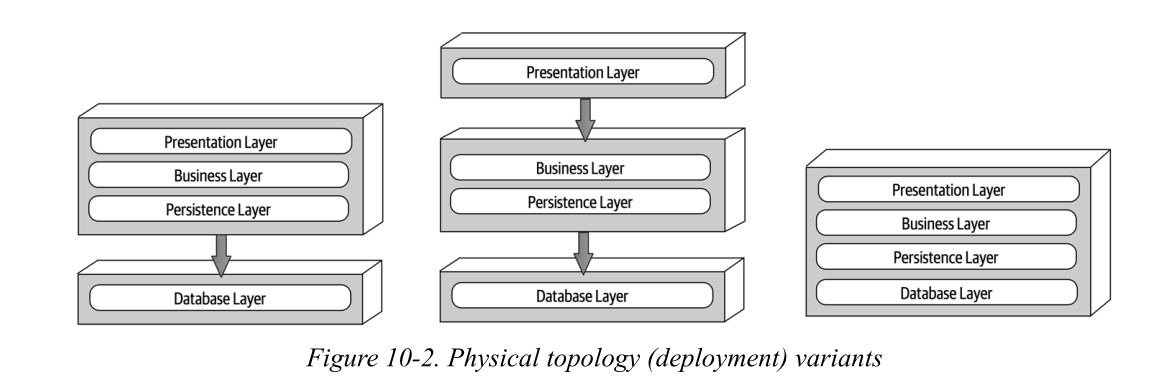 Presentation Layer
Business Layer
Persistence Layer
Database Layer
Presentation Layer
Business Layer
Persistence Layer
Database Layer
Presentation Layer
Business Layer
Persistence Layer
Database Layer
Figure 10-2. Physical topology (deployment) variants